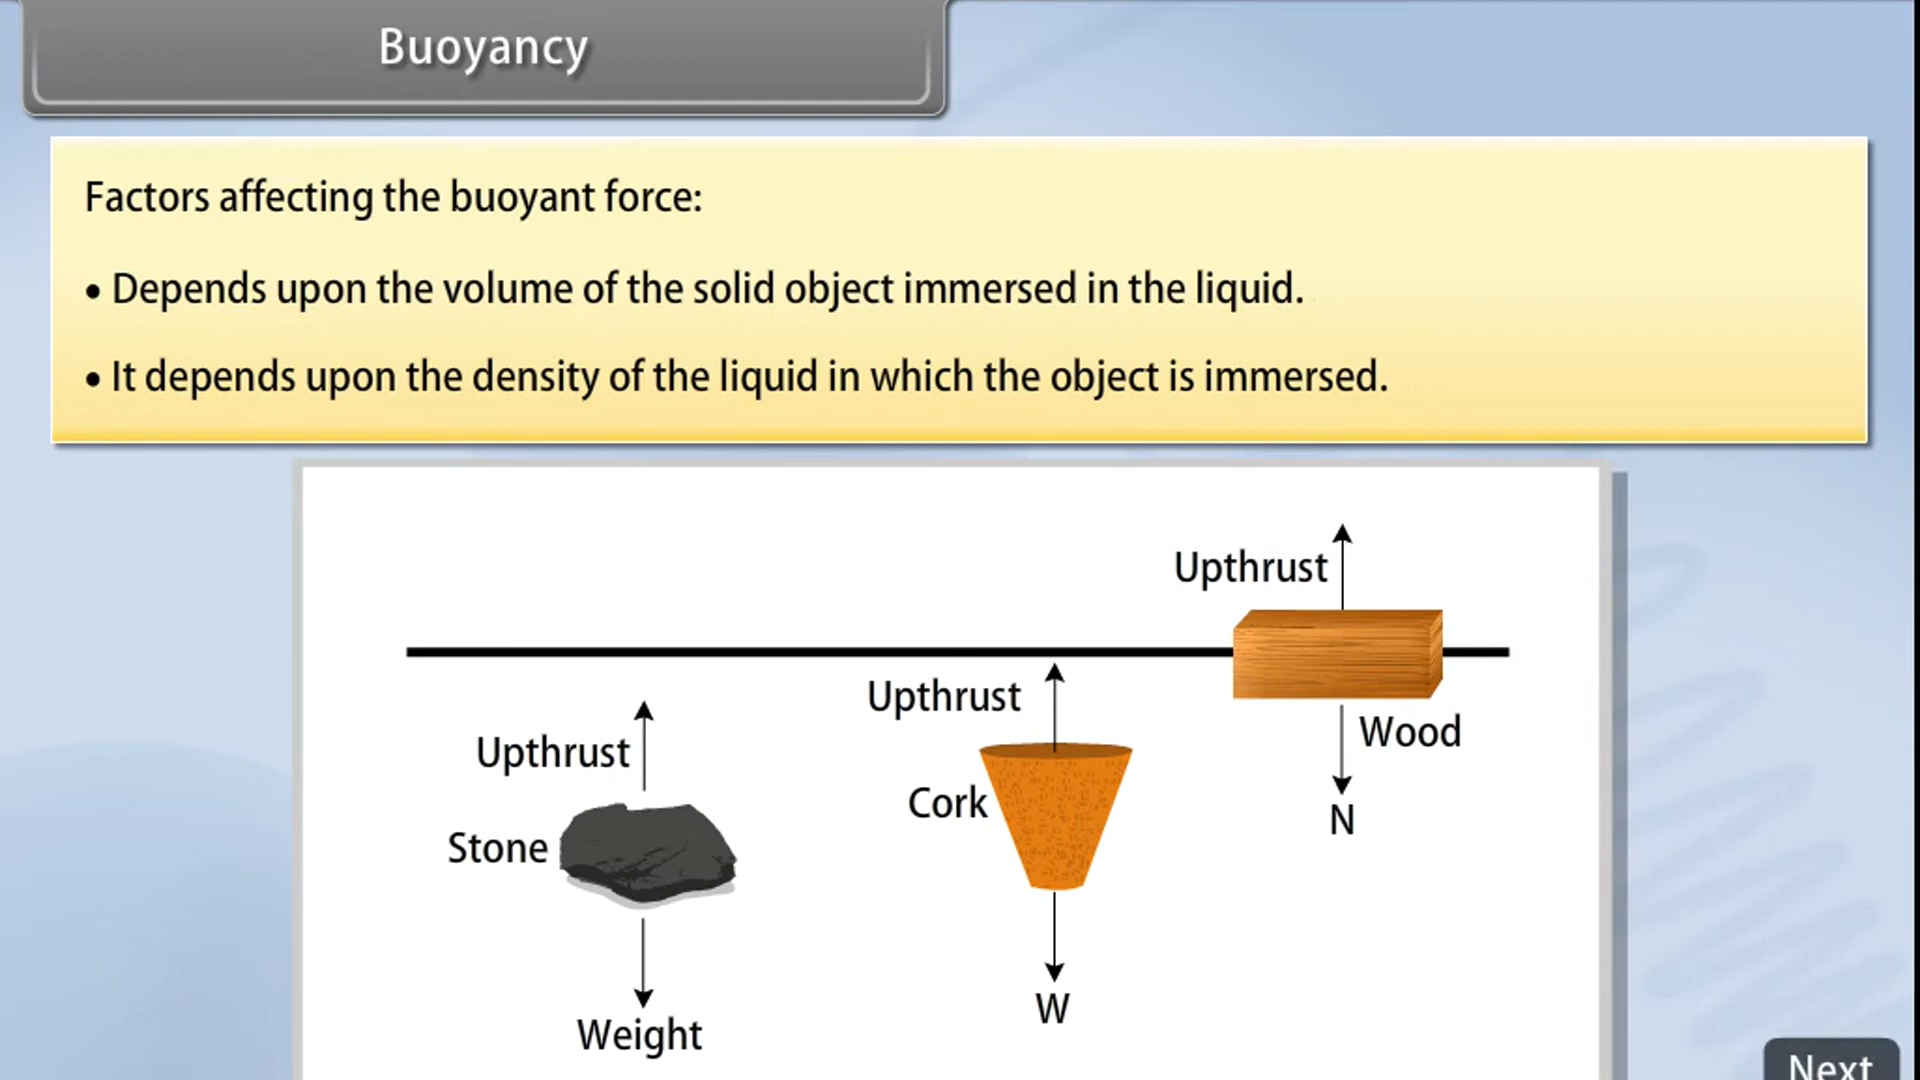 Buoyancy
Factors affecting the buoyant force:
• Depends upon the volume of the solid object immersed in the liquid.
• It depends upon the density of the liquid in which the object is immersed.
Upthrust
Upthrust
Wood
Upthrust
Cork
N
Stone
W
Weight
Next